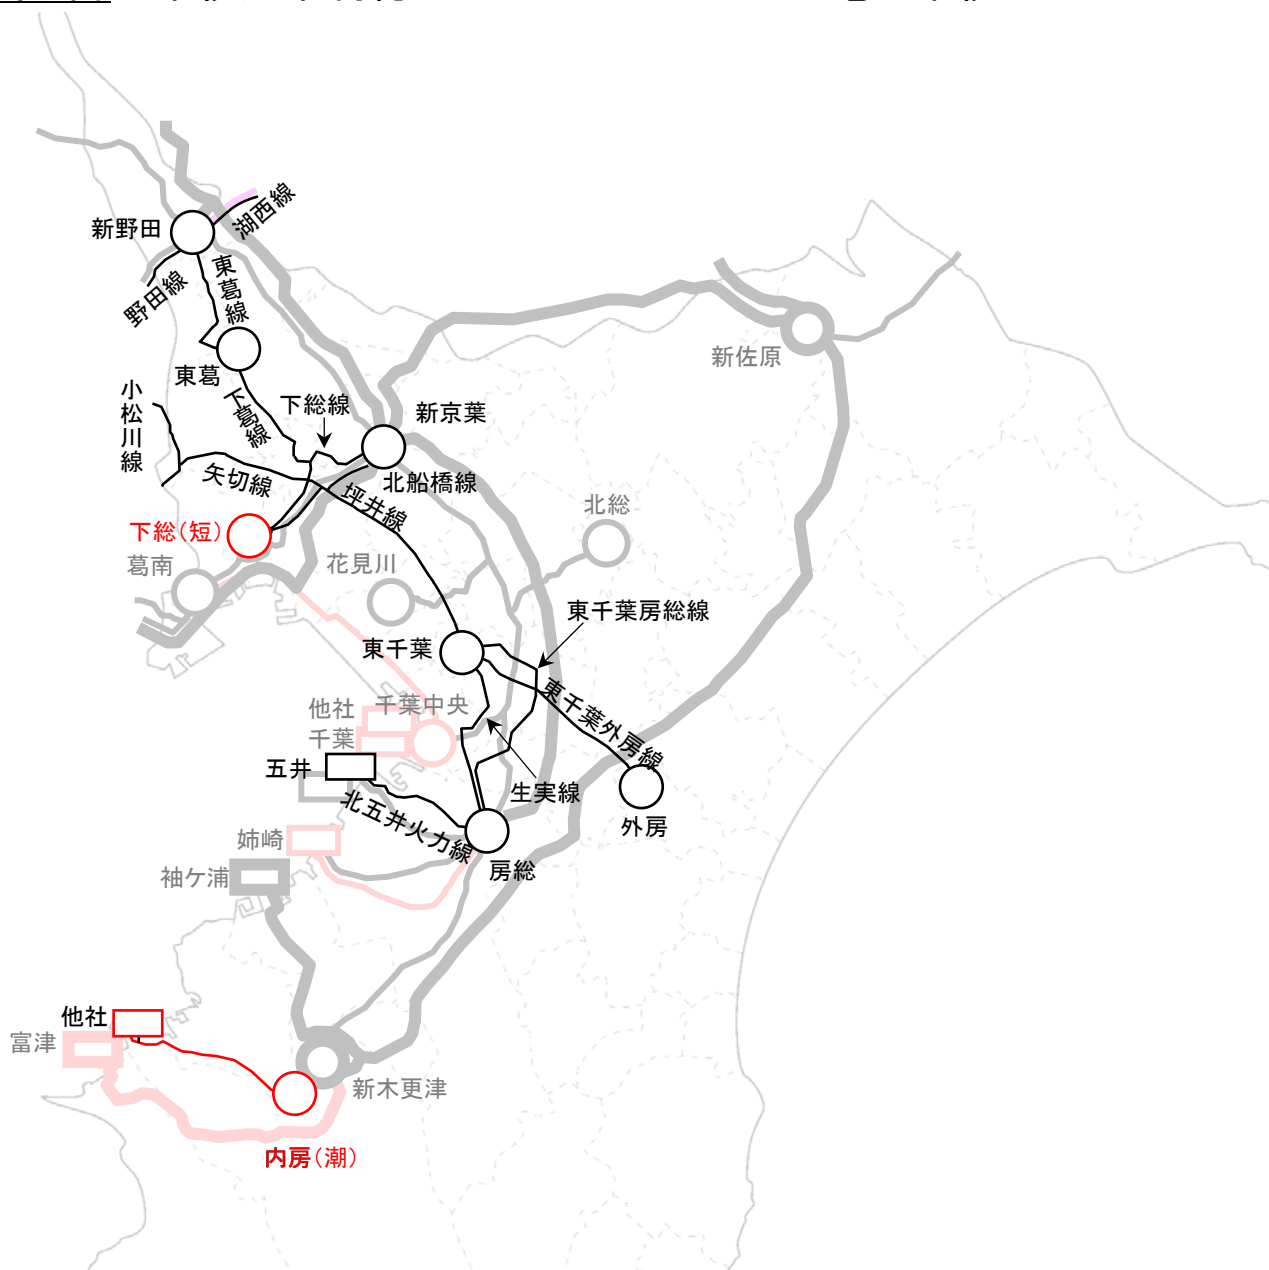 湖西線
新野田
東葛線
野田線
新佐原
東葛
小松川線
下葛線
下総線
新京葉
矢切線
北船橋線
坪井線
北総
下総(短)
葛南
花見川
東千葉房総線
東千葉
東千葉外房線
千葉中央
他社
千葉
五井
生実線
北五井火力線
外房
姉崎
房総
袖ケ浦
他社
富津
新木更津
内房(潮)